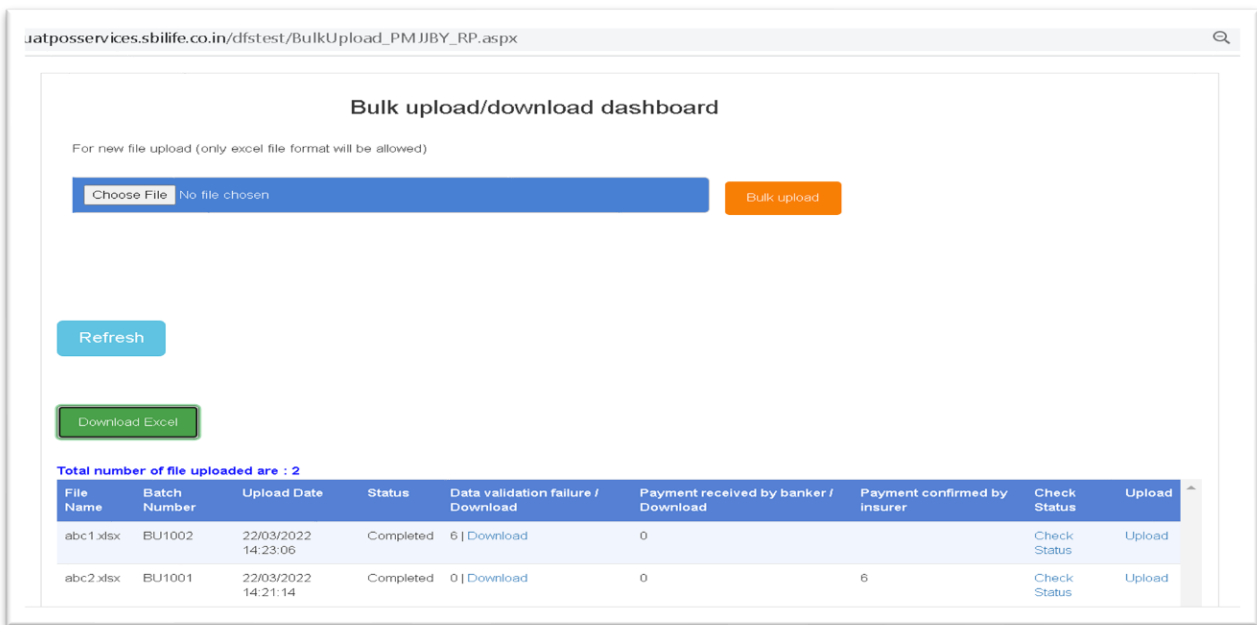 uatposservices.sbilife.co.in/dfstest/BulkUpload_PMJJBY_RP.aspx
Bulk upload/download dashboard
For new file upload (only excel file format will be allowed)
Choose File No file chosen
Bulk upload
Refresh
Download Excel
Total number of file uploaded are : 2
File Name Batch Number Upload Date Status Data validation failure / Download Payment received by banker / Download Payment confirmed by insurer Check Status Upload
abc1.xlsx BU1002 22/03/2022 14:23:06 Completed 6 | Download 0 Check Status Upload
abc2.xlsx BU1001 22/03/2022 14:21:14 Completed 0 | Download 0 6 Check Status Upload